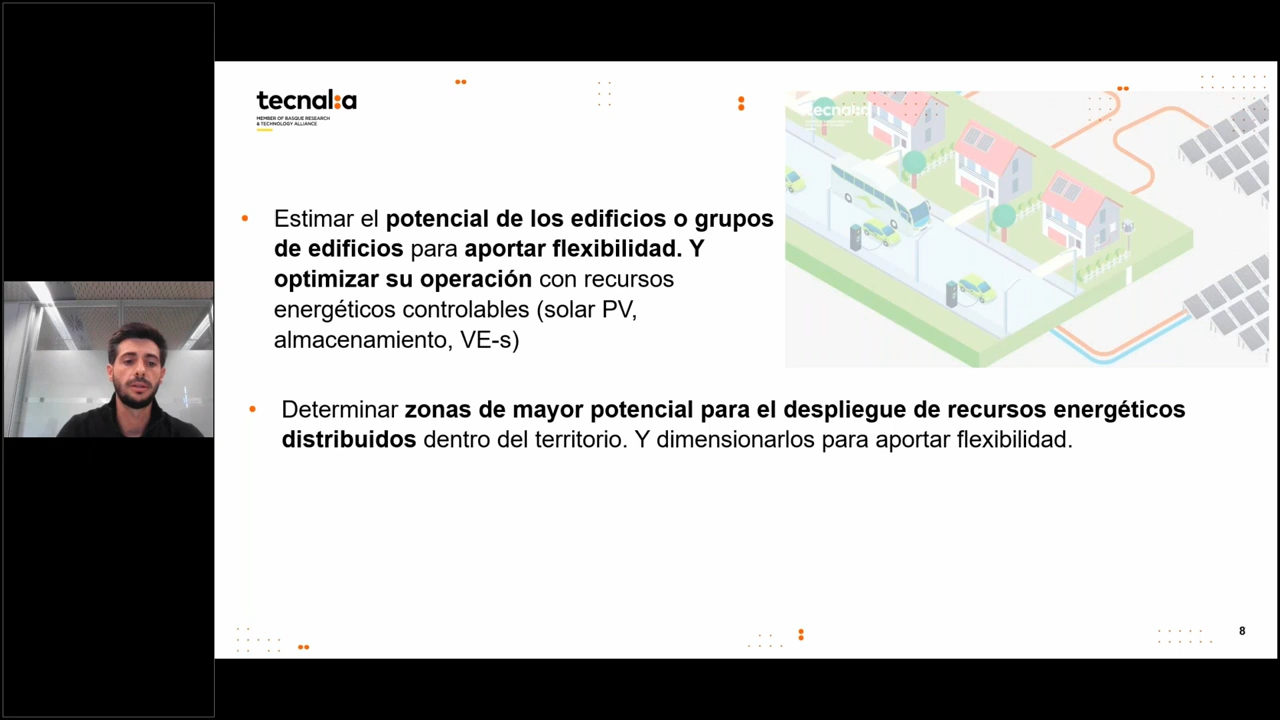 tecnal:a
MEMBER OF BASQUE RESEARCH
& TECHNOLOGY ALLIANCE
tecnal:a
• Estimar el potencial de los edificios o grupos
de edificios para aportar flexibilidad. Y
optimizar su operación con recursos
energéticos controlables (solar PV,
almacenamiento, VE-s)
• Determinar zonas de mayor potencial para el despliegue de recursos energéticos
distribuidos dentro del territorio. Y dimensionarlos para aportar flexibilidad.
8